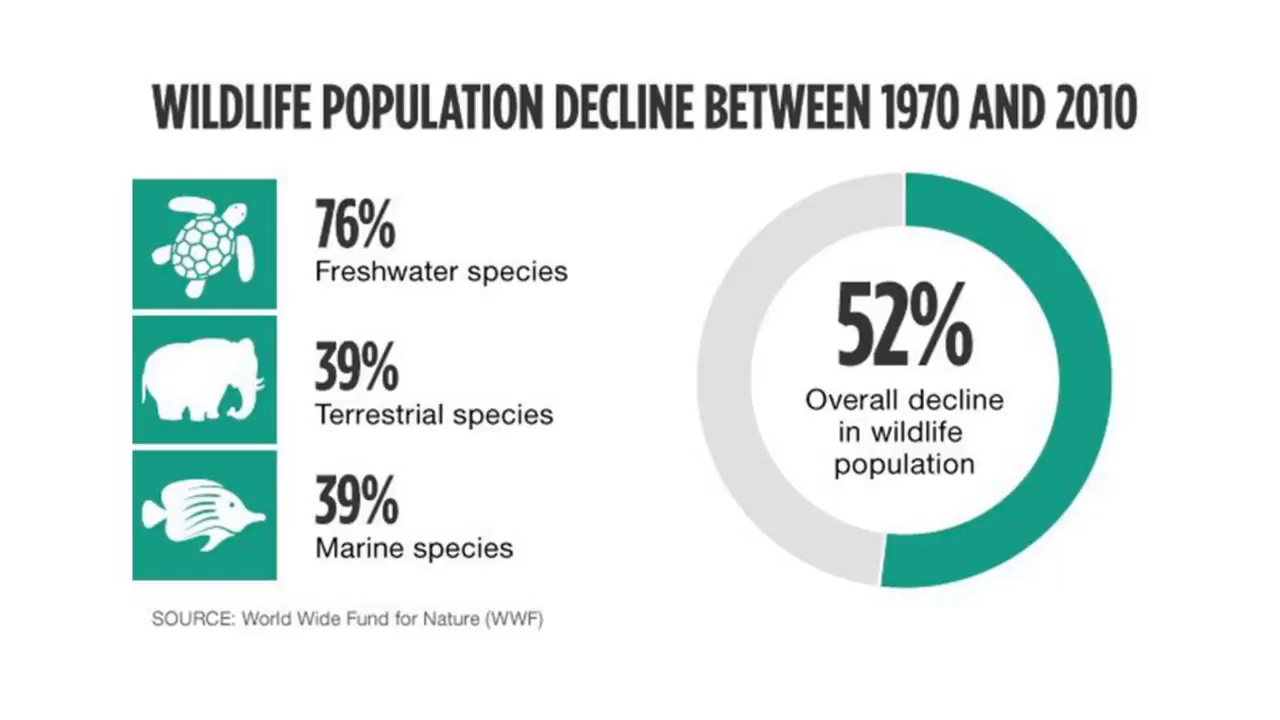 WILDLIFE POPULATION DECLINE BETWEEN 1970 AND 2010
76%
Freshwater species
39%
Terrestrial species
39%
Marine species
52%
Overall decline
in wildlife
population
SOURCE: World Wide Fund for Nature (WWF)